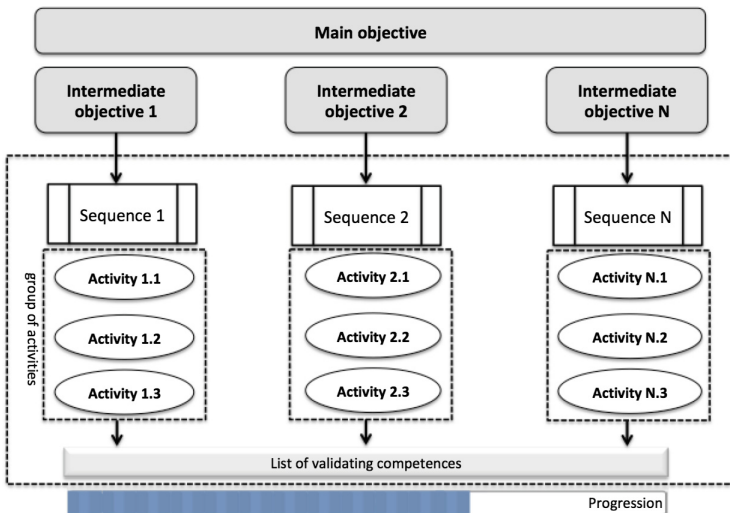 Main objective
Intermediate
objective 1
Intermediate
objective 2
Intermediate
objective N
Sequence 1
Sequence 2
Sequence N
group of activities
Activity 1.1
Activity 1.2
Activity 1.3
Activity 2.1
Activity 2.2
Activity 2.3
Activity N.1
Activity N.2
Activity N.3
List of validating competences
Progression